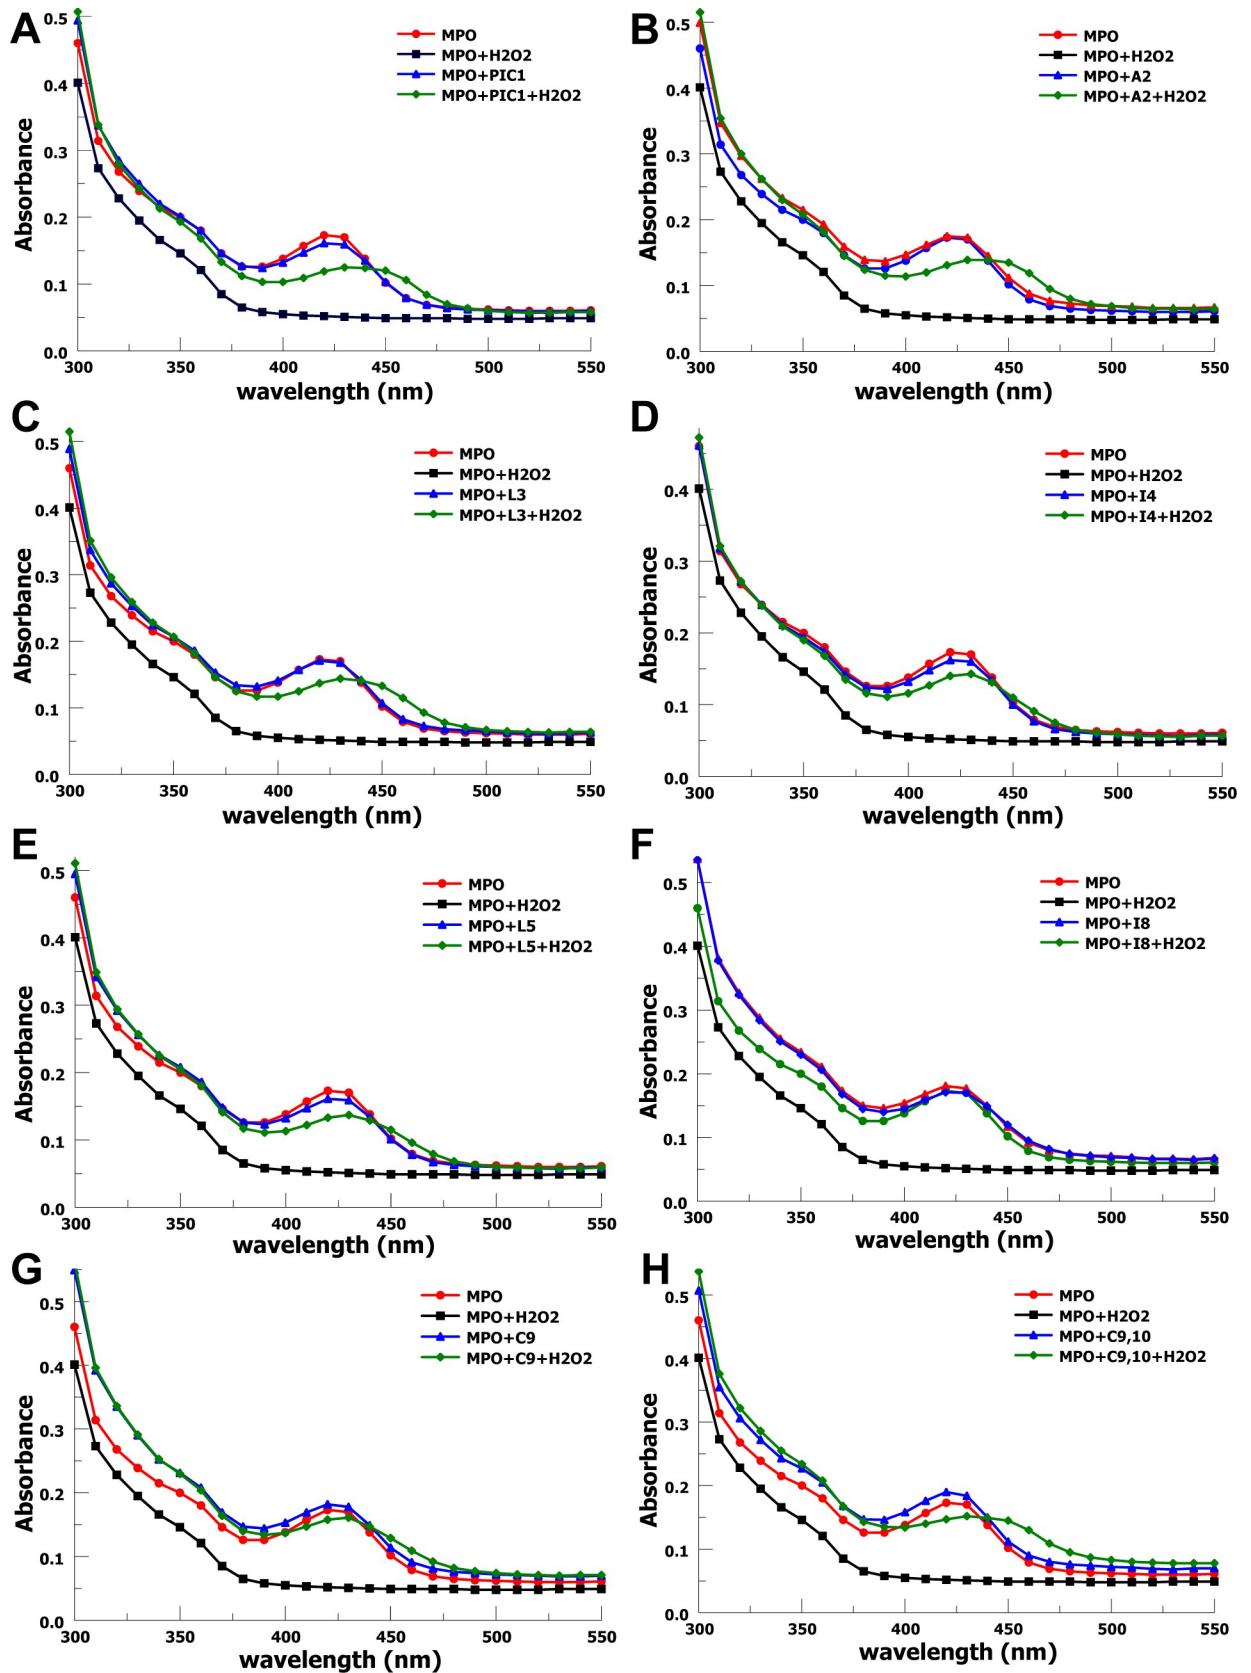 A
0.5
0.4
0.3
0.2
0.1
0.0
Absorbance
300 350 400 450 500 550
wavelength (nm)
MPO
MPO+H2O2
MPO+PIC1
MPO+PIC1+H2O2
B
0.5
0.4
0.3
0.2
0.1
0.0
Absorbance
300 350 400 450 500 550
wavelength (nm)
MPO
MPO+H2O2
MPO+A2
MPO+A2+H2O2
C
0.5
0.4
0.3
0.2
0.1
0.0
Absorbance
300 350 400 450 500 550
wavelength (nm)
MPO
MPO+H2O2
MPO+L3
MPO+L3+H2O2
D
0.4
0.3
0.2
0.1
0.0
Absorbance
300 350 400 450 500 550
wavelength (nm)
MPO
MPO+H2O2
MPO+I4
MPO+I4+H2O2
E
0.5
0.4
0.3
0.2
0.1
0.0
Absorbance
300 350 400 450 500 550
wavelength (nm)
MPO
MPO+H2O2
MPO+L5
MPO+L5+H2O2
F
0.5
0.4
0.3
0.2
0.1
0.0
Absorbance
300 350 400 450 500 550
wavelength (nm)
MPO
MPO+H2O2
MPO+I8
MPO+I8+H2O2
G
0.5
0.4
0.3
0.2
0.1
0.0
Absorbance
300 350 400 450 500 550
wavelength (nm)
MPO
MPO+H2O2
MPO+C9
MPO+C9+H2O2
H
0.5
0.4
0.3
0.2
0.1
0.0
Absorbance
300 350 400 450 500 550
wavelength (nm)
MPO
MPO+H2O2
MPO+C9,10
MPO+C9,10+H2O2